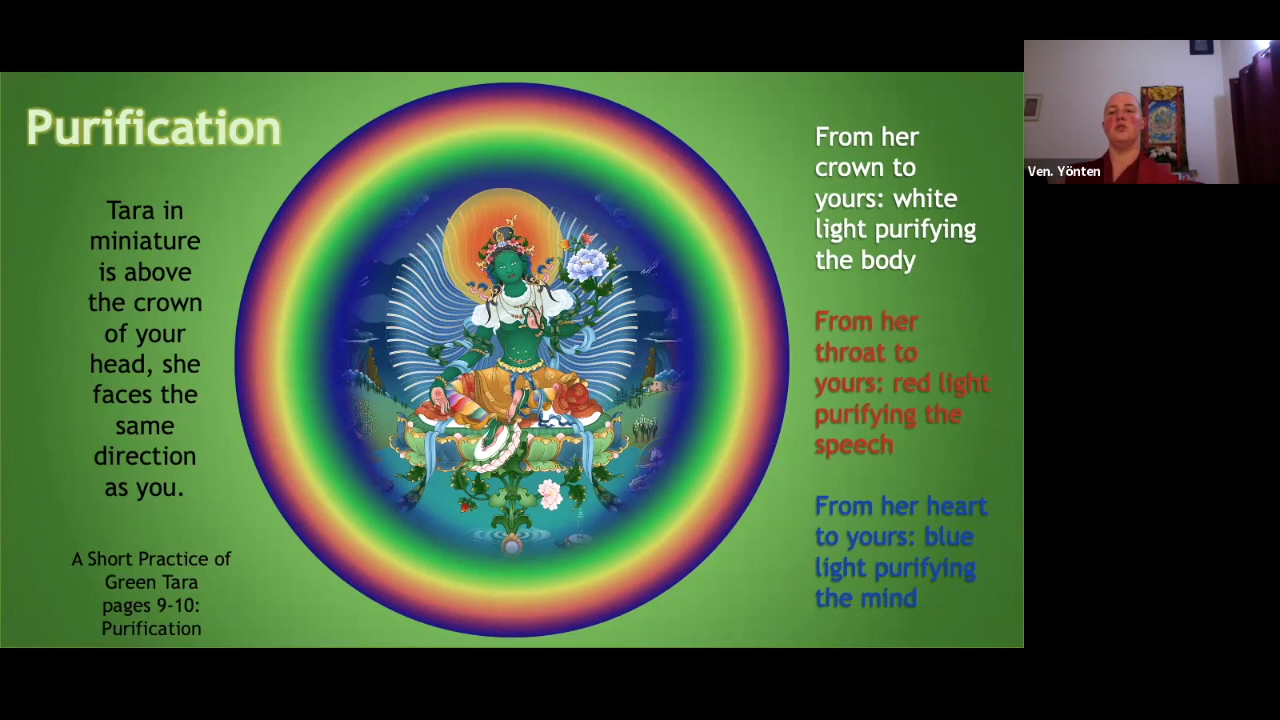 Purification
Tara in
miniature
is above
the crown
of your
head, she
faces the
same
direction
as you.
A Short Practice of
Green Tara
pages 9-10:
Purification
From her
crown to
yours: white
light purifying
the body
From her
throat to
yours: red light
purifying the
speech
From her heart
to yours: blue
light purifying
the mind
Ven. Yönten